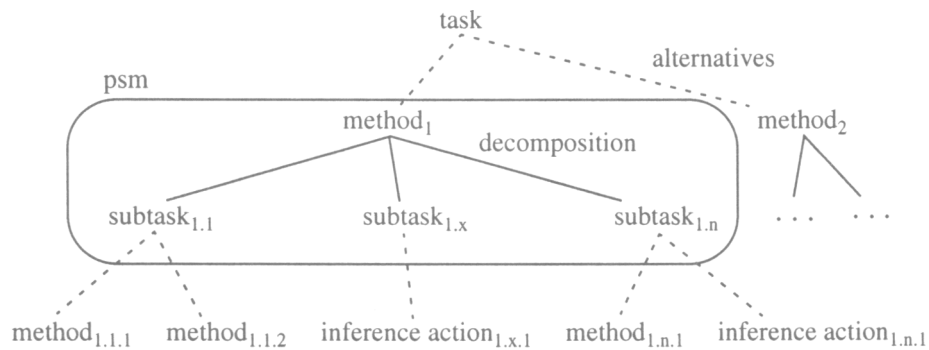 task
alternatives
psm
method₁
method₂
decomposition
subtask₁.₁
subtask₁.ₓ
subtask₁.ₙ
. . .
. . .
method₁.₁.₁
method₁.₁.₂
inference action₁.ₓ.₁
method₁.ₙ.₁
inference action₁.ₙ.₁